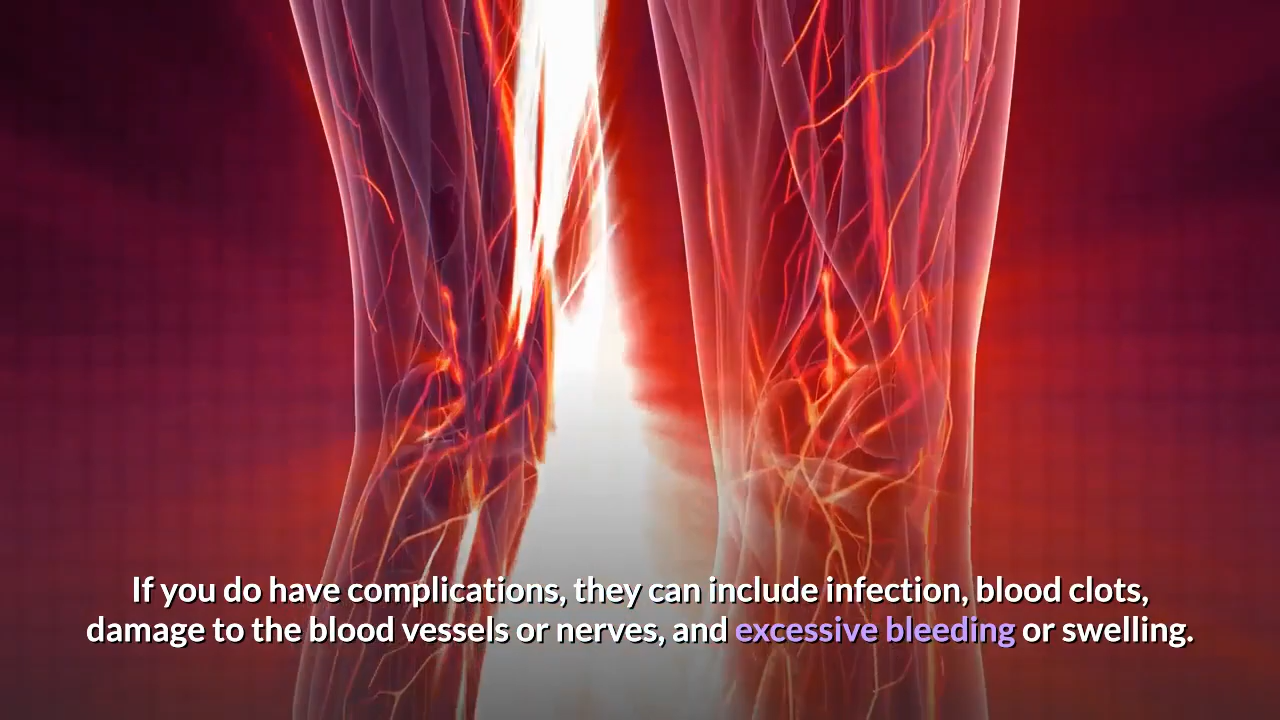 If you do have complications, they can include infection, blood clots,
damage to the blood vessels or nerves, and excessive bleeding or swelling.